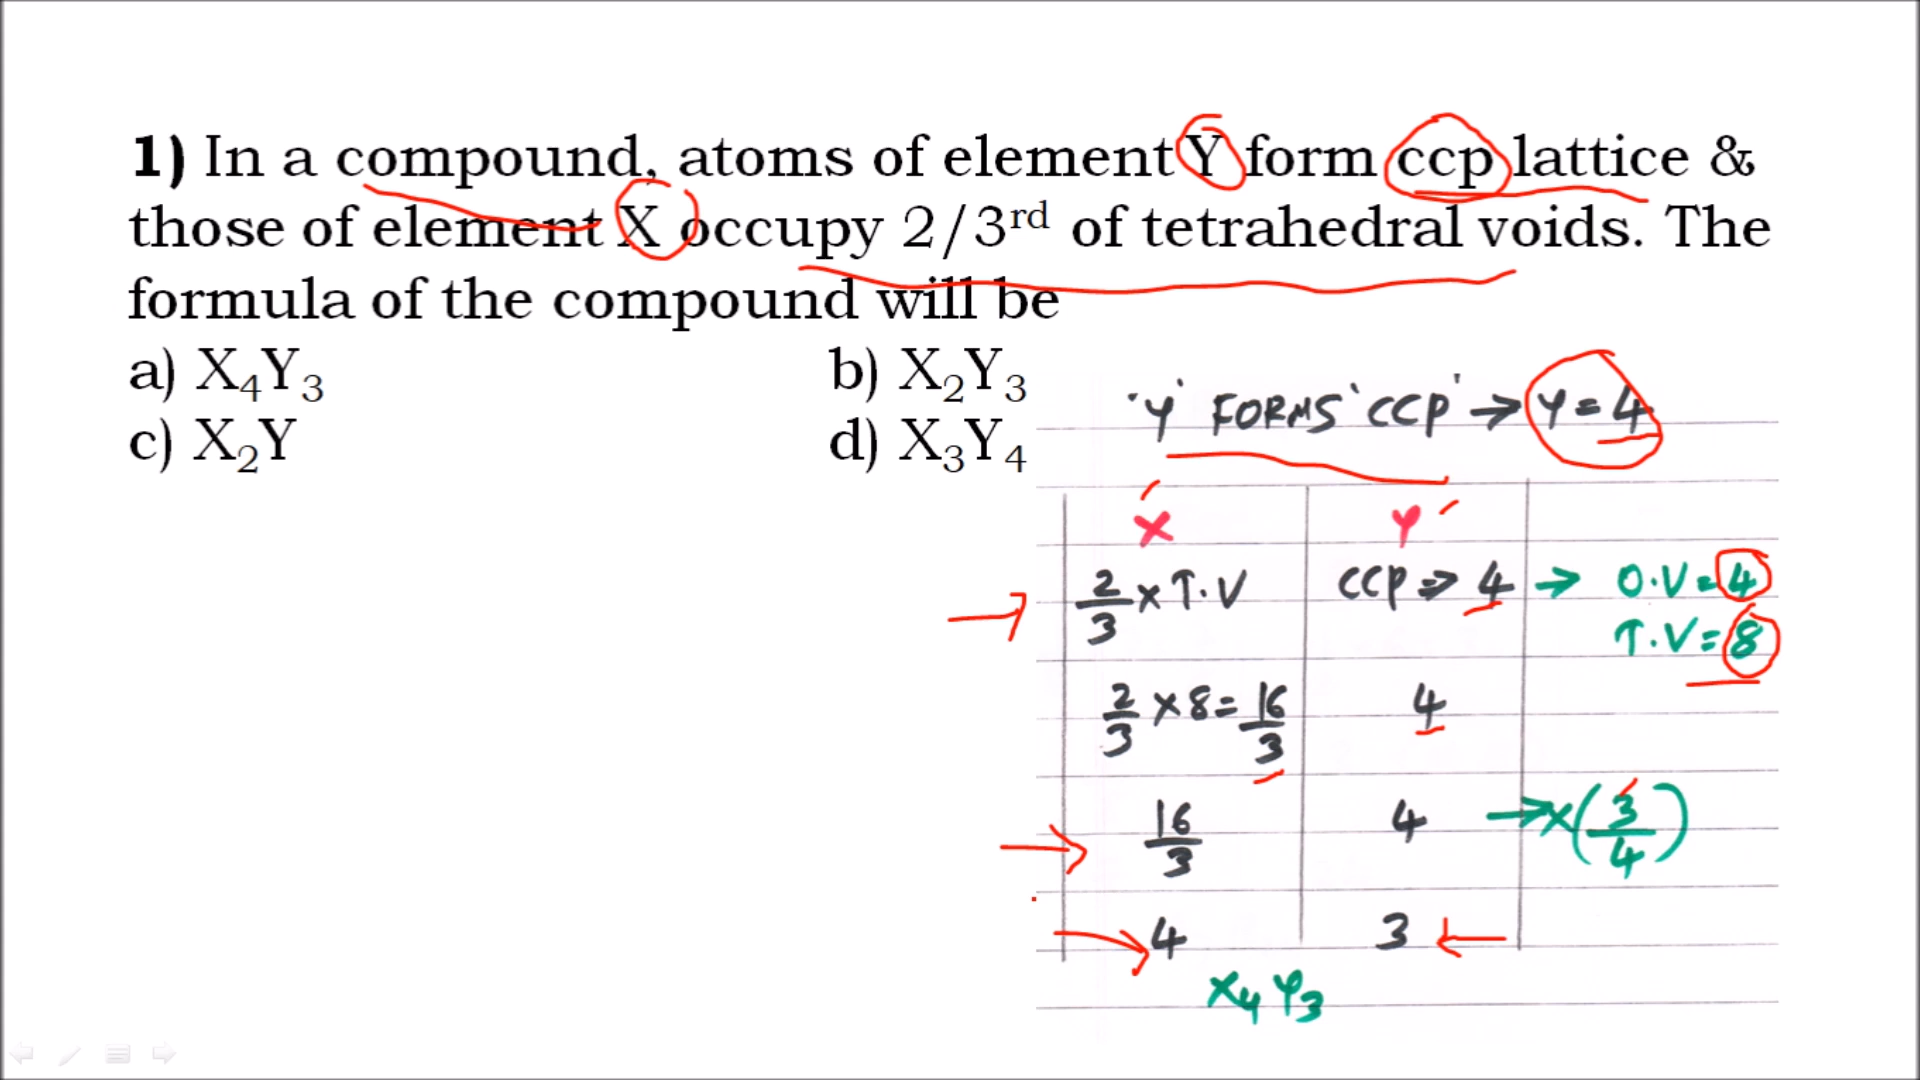 1) In a compound, atoms of element Y form ccp lattice &
those of element X occupy 2/3rd of tetrahedral voids. The
formula of the compound will be
a) X₄Y₃ b) X₂Y₃
c) X₂Y d) X₃Y₄
'Y' FORMS 'CCP' → Y = 4
X Y
2/3 × T.V CCP ⇒ 4 → O.V = 4
T.V = 8
2/3 × 8 = 16/3 4
16/3 4 → × (3/4)
4 3
X₄Y₃